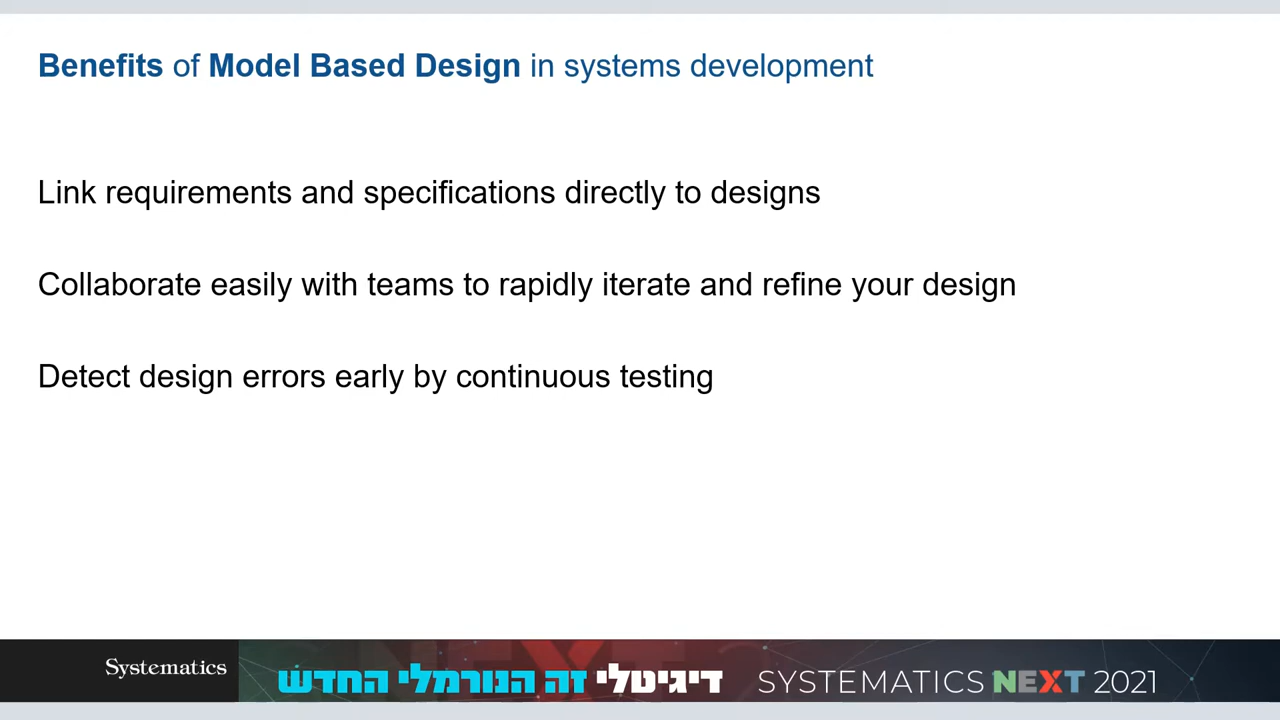 Benefits of Model Based Design in systems development
Link requirements and specifications directly to designs
Collaborate easily with teams to rapidly iterate and refine your design
Detect design errors early by continuous testing
Systematics
דיגיטלי זה הנורמלי החדש
SYSTEMATICS NEXT 2021